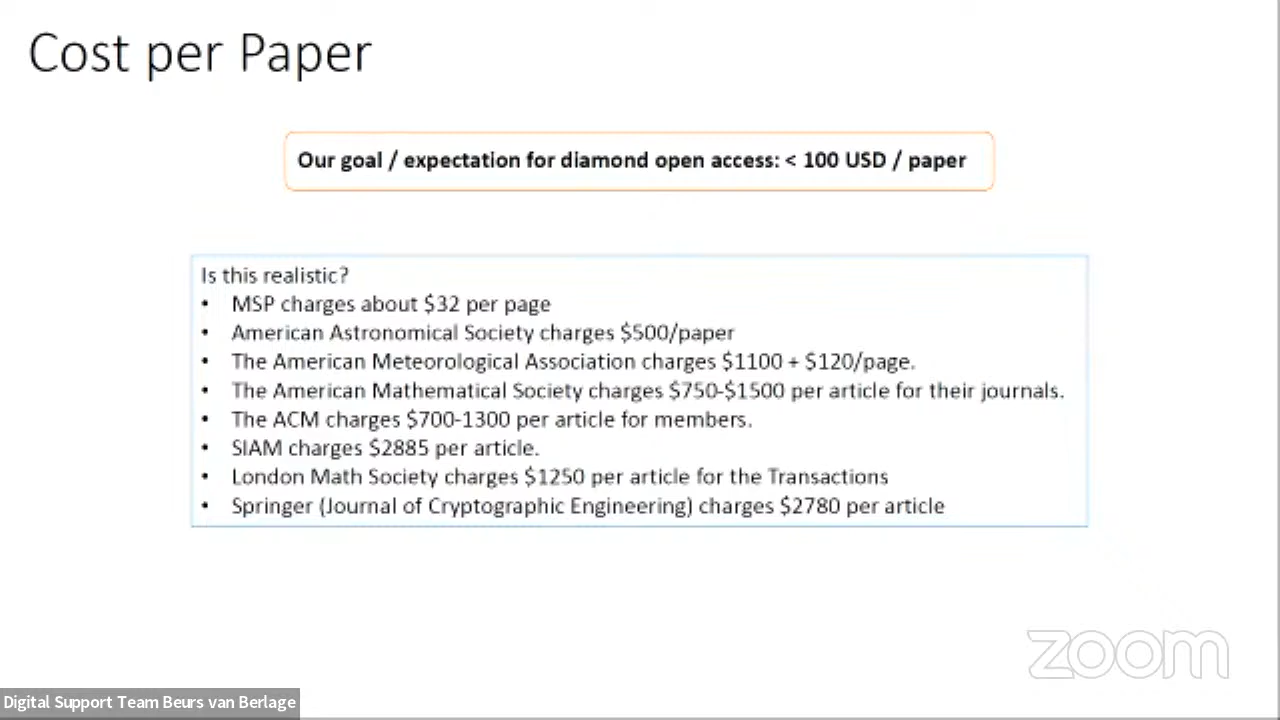 Cost per Paper
Our goal / expectation for diamond open access: < 100 USD / paper
Is this realistic?
• MSP charges about $32 per page
• American Astronomical Society charges $500/paper
• The American Meteorological Association charges $1100 + $120/page.
• The American Mathematical Society charges $750-$1500 per article for their journals.
• The ACM charges $700-1300 per article for members.
• SIAM charges $2885 per article.
• London Math Society charges $1250 per article for the Transactions
• Springer (Journal of Cryptographic Engineering) charges $2780 per article
zoom
Digital Support Team Beurs van Berlage